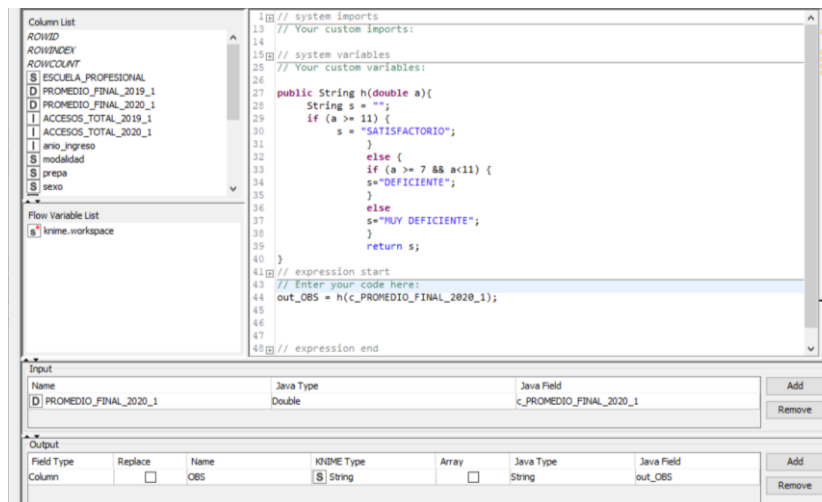 Column List
ROWID
ROWINDEX
ROWCOUNT
S ESCUELA_PROFESIONAL
D PROMEDIO_FINAL_2019_1
D PROMEDIO_FINAL_2020_1
I ACCESOS_TOTAL_2019_1
I ACCESOS_TOTAL_2020_1
I anio_ingreso
S modalidad
S prepa
S sexo
Flow Variable List
s knime.workspace
1 // system imports
13 // Your custom imports:
14
15 // system variables
25 // Your custom variables:
26
27 public String h(double a){
28 String s = "";
29 if (a >= 11) {
30 s = "SATISFACTORIO";
31 }
32 else {
33 if (a >= 7 && a<11) {
34 s="DEFICIENTE";
35 }
36 else
37 s="MUY DEFICIENTE";
38 }
39 return s;
40 }
41 // expression start
43 // Enter your code here:
44 out_OBS = h(c_PROMEDIO_FINAL_2020_1);
45
46
47
48 // expression end
Input
Name Java Type Java Field
D PROMEDIO_FINAL_2020_1 Double c_PROMEDIO_FINAL_2020_1
Add
Remove
Output
Field Type Replace Name KNIME Type Array Java Type Java Field
Column OBS S String String out_OBS
Add
Remove